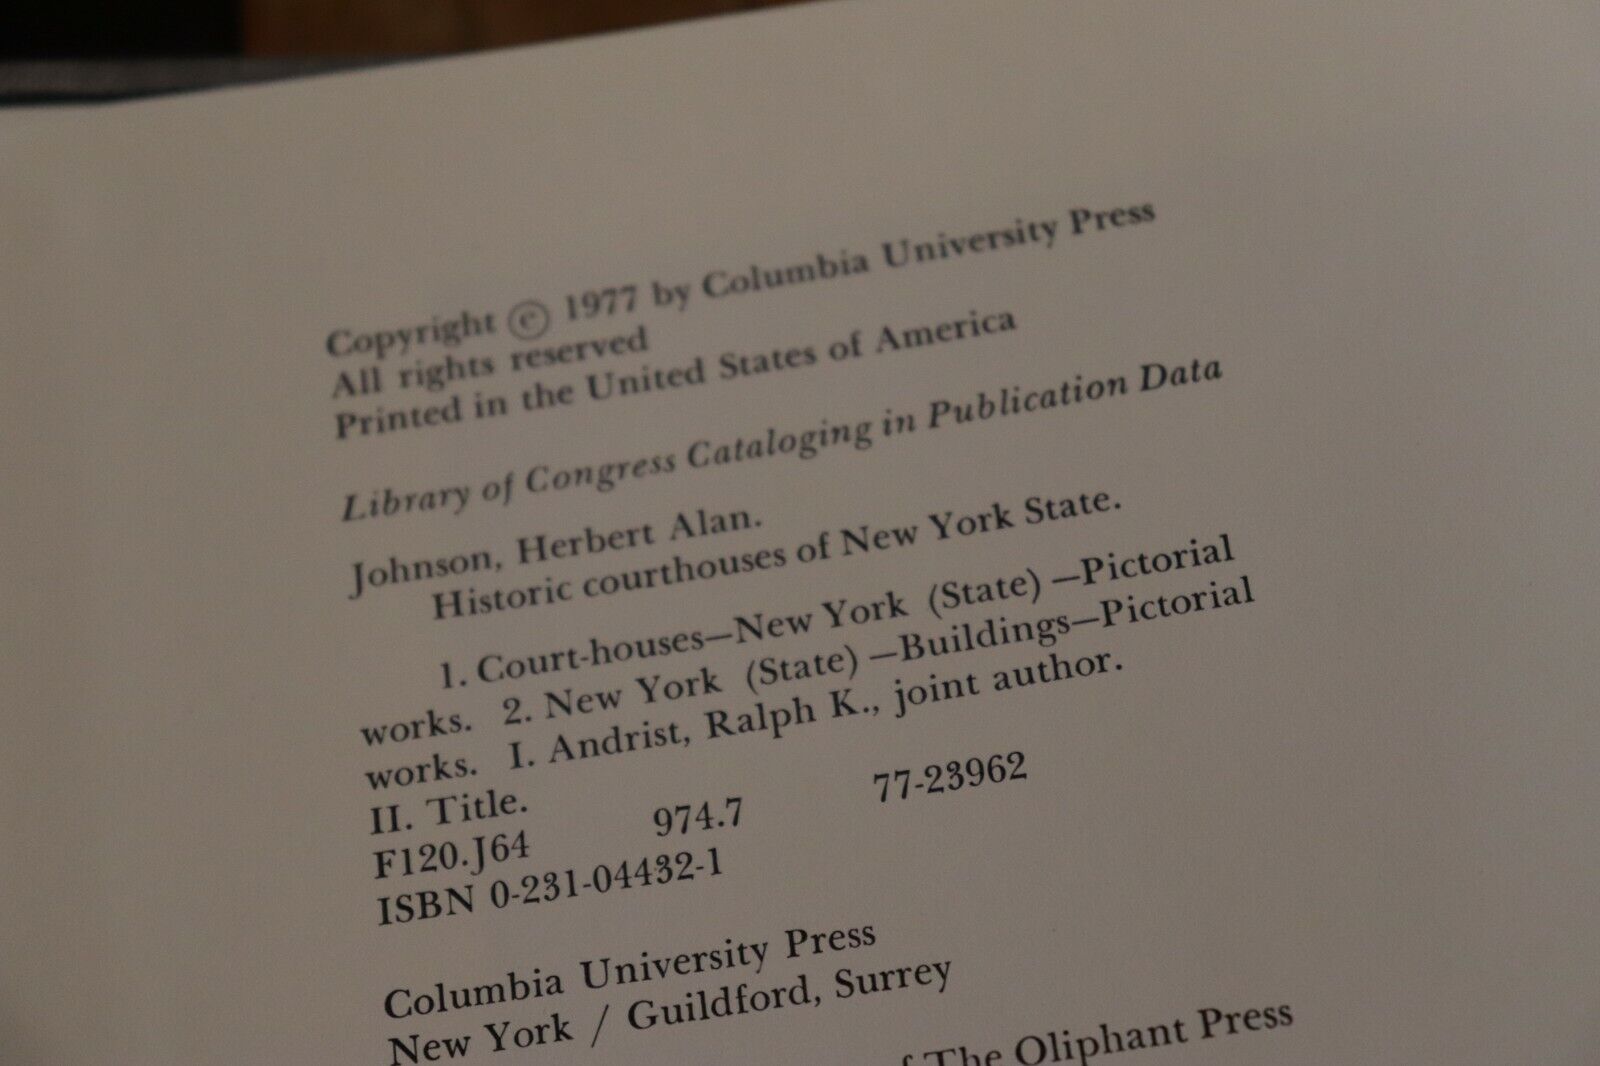 Copyright © 1977 by Columbia University Press
All rights reserved
Printed in the United States of America
Library of Congress Cataloging in Publication Data
Johnson, Herbert Alan.
Historic courthouses of New York State.
1. Court-houses—New York (State)—Pictorial
works. 2. New York (State)—Buildings—Pictorial
works. I. Andrist, Ralph K., joint author.
II. Title.
F120.J64 974.7 77-23962
ISBN 0-231-04432-1
Columbia University Press
New York / Guildford, Surrey
The Oliphant Press